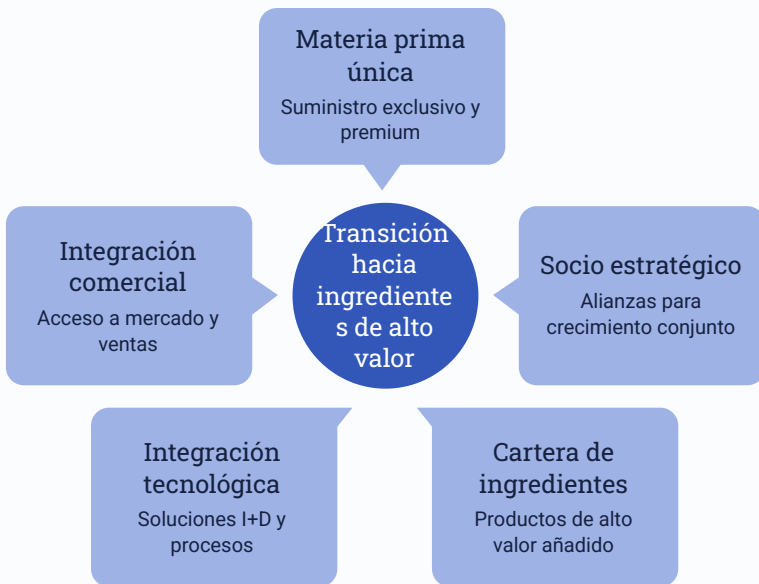 Materia prima
única
Suministro exclusivo y
premium
Integración
comercial
Acceso a mercado y
ventas
Transición
hacia
ingrediente
s de alto
valor
Socio estratégico
Alianzas para
crecimiento conjunto
Integración
tecnológica
Soluciones I+D y
procesos
Cartera de
ingredientes
Productos de alto
valor añadido